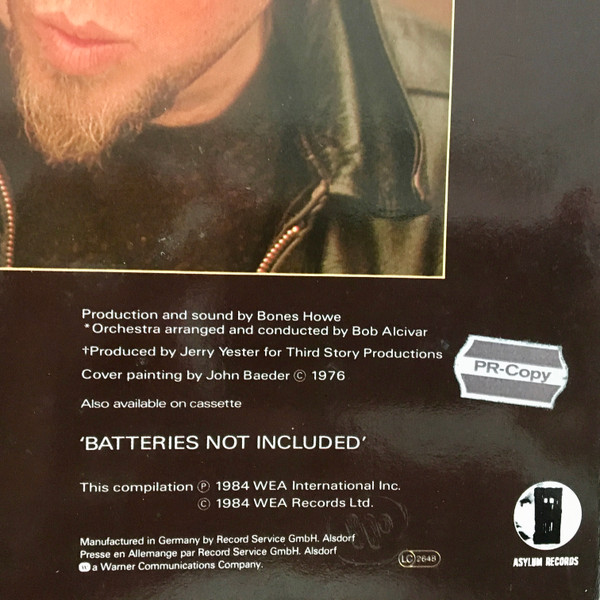 Production and sound by Bones Howe
*Orchestra arranged and conducted by Bob Alcivar
†Produced by Jerry Yester for Third Story Productions
Cover painting by John Baeder © 1976
PR-Copy
Also available on cassette
‘BATTERIES NOT INCLUDED’
This compilation ℗ 1984 WEA International Inc.
© 1984 WEA Records Ltd.
Manufactured in Germany by Record Service GmbH. Alsdorf
Presse en Allemange par Record Service GmbH. Alsdorf
a Warner Communications Company.
LC 2648
ASYLUM RECORDS